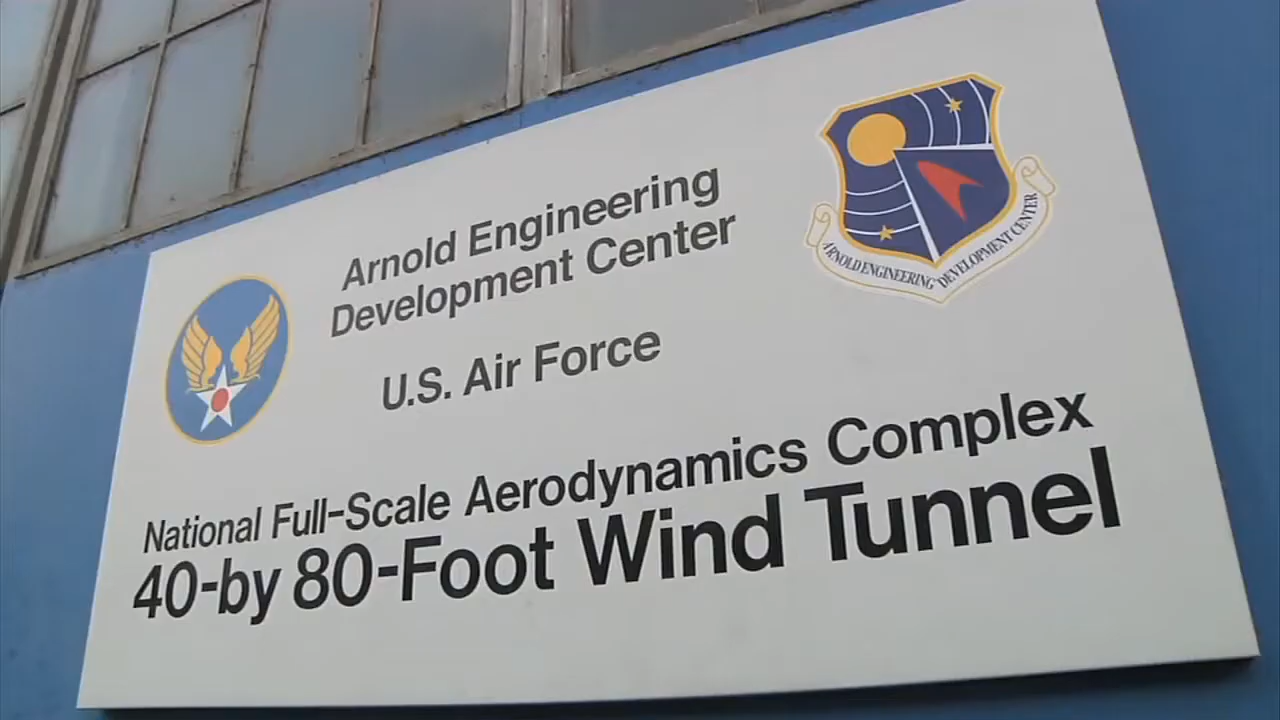 Arnold Engineering
Development Center
U.S. Air Force
National Full-Scale Aerodynamics Complex
40-by 80-Foot Wind Tunnel
ARNOLD ENGINEERING DEVELOPMENT CENTER